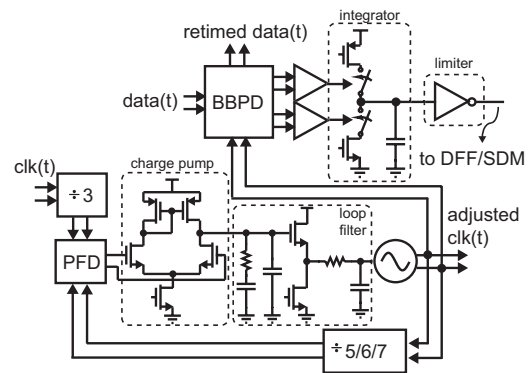 integrator
retimed data(t)
limiter
BBPD
data(t)
to DFF/SDM
clk(t)
charge pump
÷3
loop
filter
adjusted
clk(t)
PFD
÷5/6/7